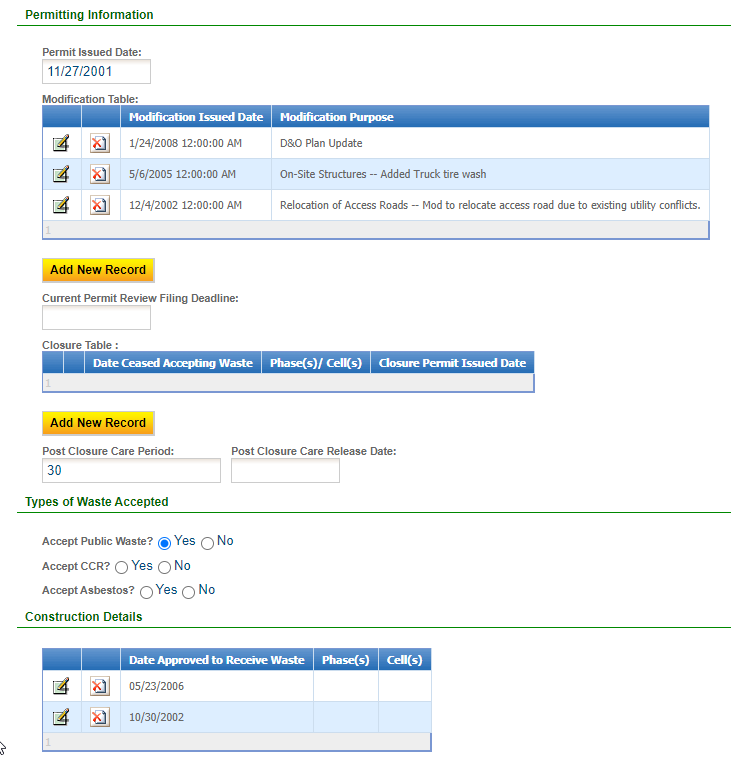 Permitting Information
Permit Issued Date:
11/27/2001
Modification Table:
Modification Issued Date Modification Purpose
1/24/2008 12:00:00 AM D&O Plan Update
5/6/2005 12:00:00 AM On-Site Structures -- Added Truck tire wash
12/4/2002 12:00:00 AM Relocation of Access Roads -- Mod to relocate access road due to existing utility conflicts.
1
Add New Record
Current Permit Review Filing Deadline:
Closure Table :
Date Ceased Accepting Waste Phase(s)/ Cell(s) Closure Permit Issued Date
1
Add New Record
Post Closure Care Period: Post Closure Care Release Date:
30
Types of Waste Accepted
Accept Public Waste? Yes No
Accept CCR? Yes No
Accept Asbestos? Yes No
Construction Details
Date Approved to Receive Waste Phase(s) Cell(s)
05/23/2006
10/30/2002
1